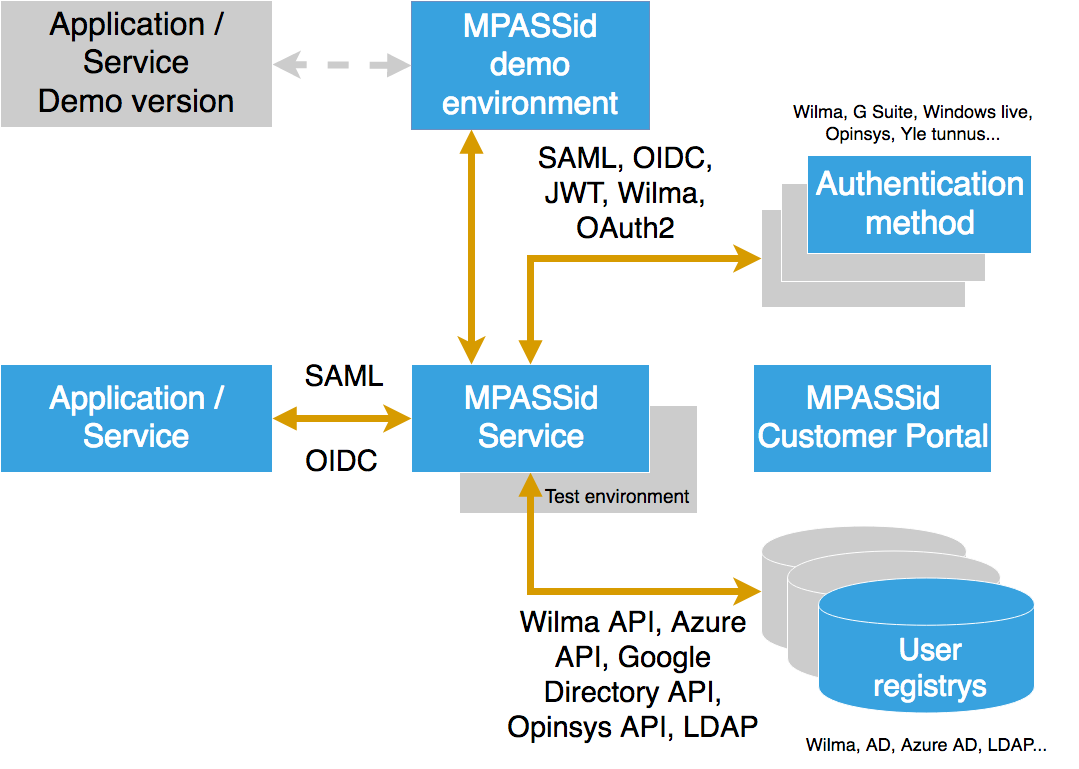 Application /
Service
Demo version
MPASSid
demo
environment
Wilma, G Suite, Windows live,
Opinsys, Yle tunnus...
SAML, OIDC,
JWT, Wilma,
OAuth2
Authentication
method
Application /
Service
SAML
OIDC
MPASSid
Service
Test environment
MPASSid
Customer Portal
Wilma API, Azure
API, Google
Directory API,
Opinsys API, LDAP
User
registrys
Wilma, AD, Azure AD, LDAP...